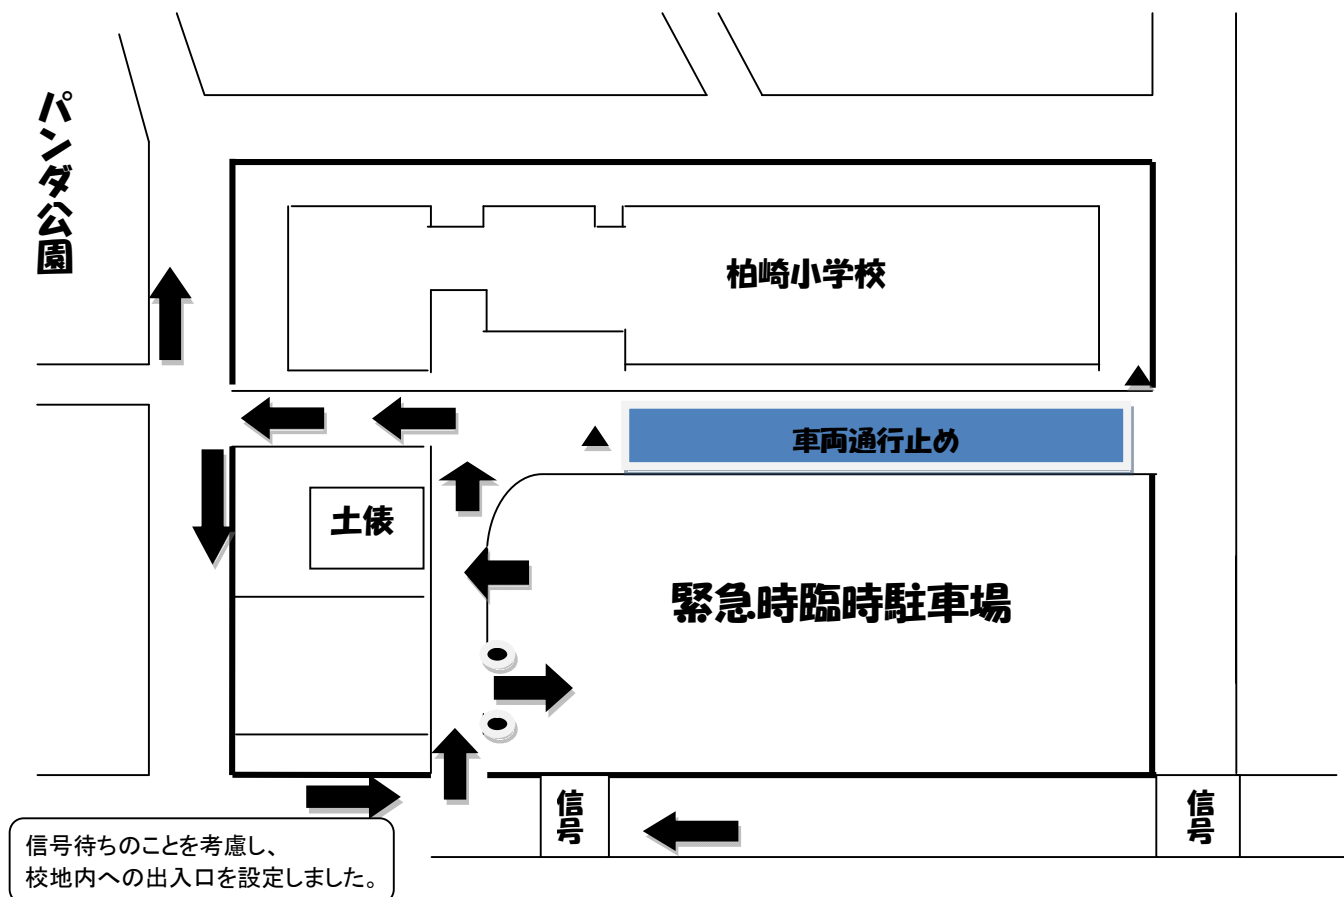 パンダ公園
柏崎小学校
車両通行止め
土俵
緊急時臨時駐車場
信号
信号
信号待ちのことを考慮し、
校地内への出入口を設定しました。